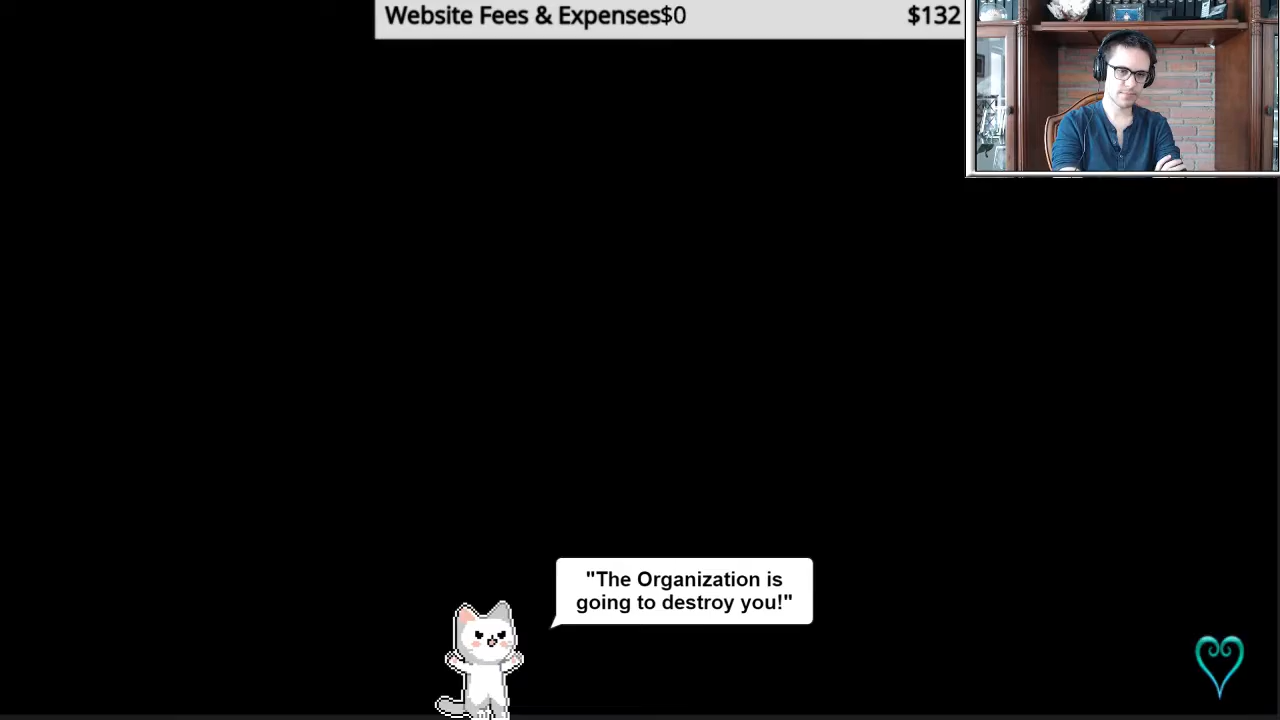 Website Fees & Expenses$0 $132
"The Organization is
going to destroy you!"